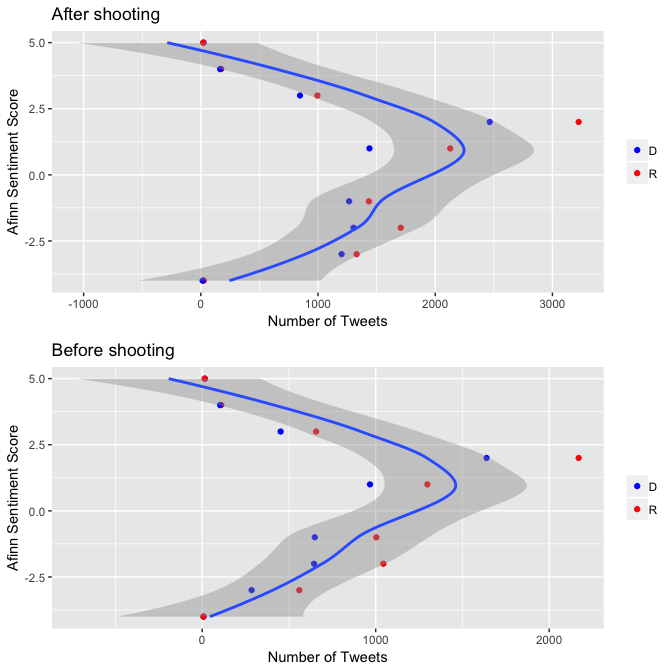 After shooting
Afinn Sentiment Score
5.0
2.5
0.0
-2.5
-1000 0 1000 2000 3000
Number of Tweets
D
R
Before shooting
Afinn Sentiment Score
5.0
2.5
0.0
-2.5
0 1000 2000
Number of Tweets
D
R